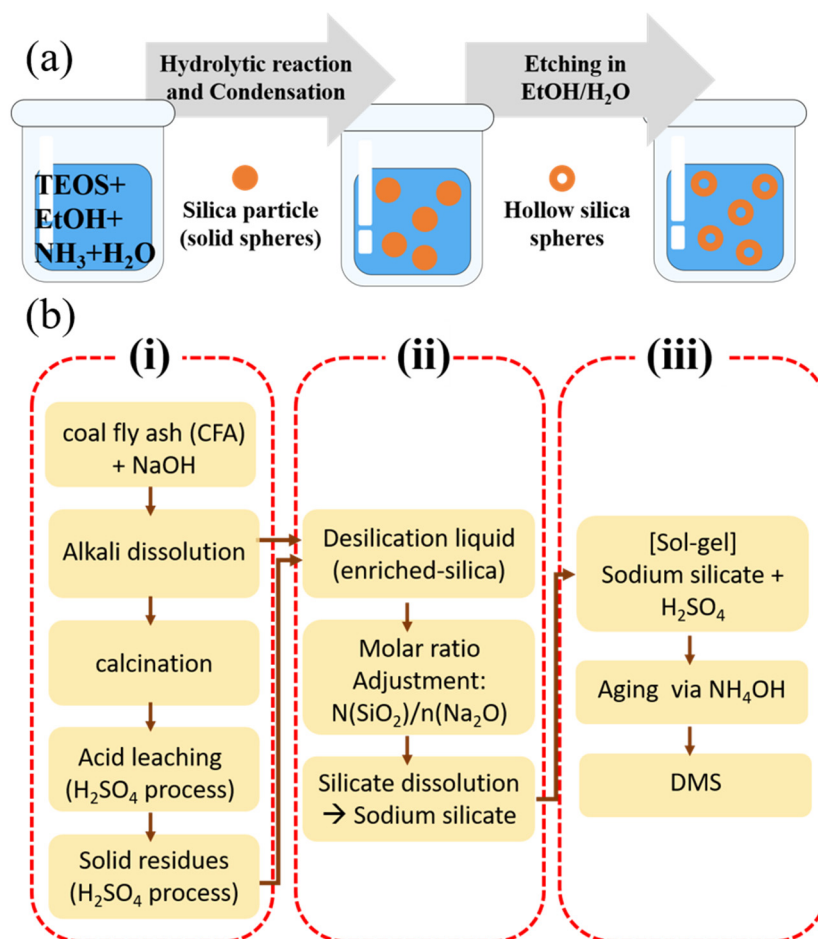 (a)
Hydrolytic reaction
and Condensation
Etching in
EtOH/H₂O
TEOS+
EtOH+
NH₃+H₂O
Silica particle
(solid spheres)
Hollow silica
spheres
(b)
(i)
coal fly ash (CFA)
+ NaOH
Alkali dissolution
calcination
Acid leaching
(H₂SO₄ process)
Solid residues
(H₂SO₄ process)
(ii)
Desilication liquid
(enriched-silica)
Molar ratio
Adjustment:
N(SiO₂)/n(Na₂O)
Silicate dissolution
→ Sodium silicate
(iii)
[Sol-gel]
Sodium silicate +
H₂SO₄
Aging via NH₄OH
DMS